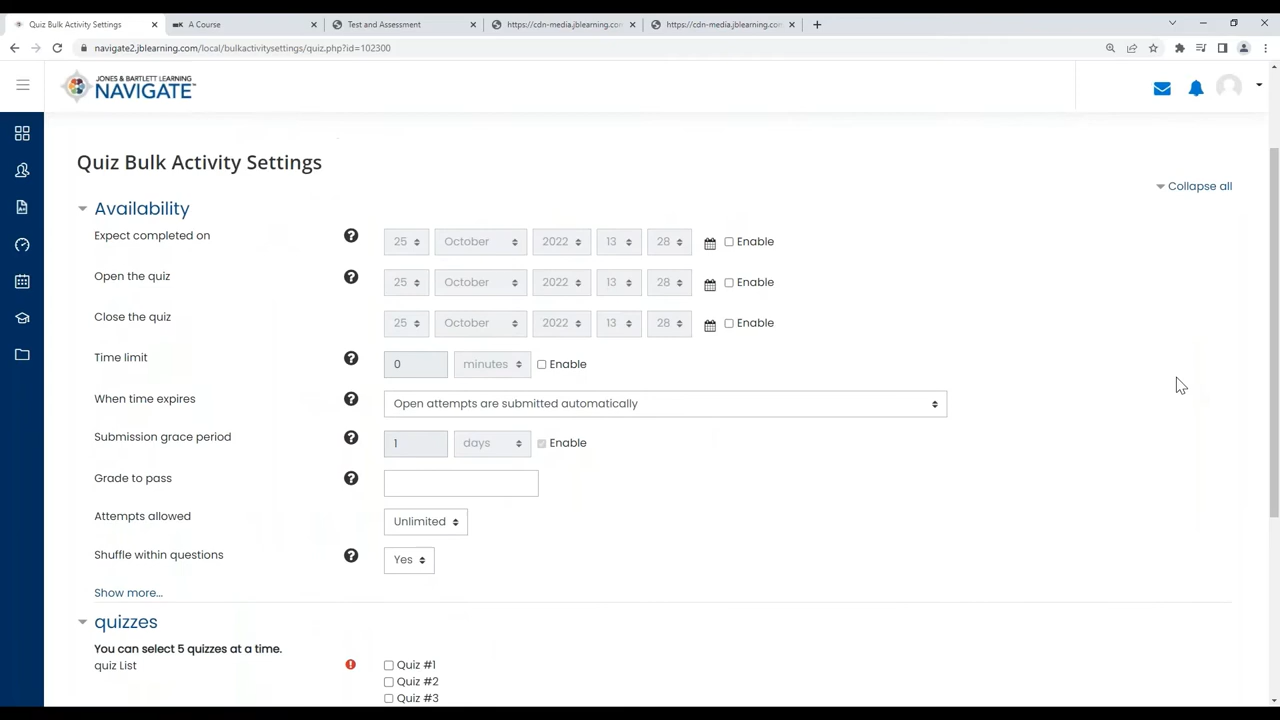 Quiz Bulk Activity Settings
A Course
Test and Assessment
https://cdn-media.jblearning.com
https://cdn-media.jblearning.com
navigate2.jblearning.com/local/bulkactivitysettings/quiz.php?id=102300
JONES & BARTLETT LEARNING
NAVIGATE™
Quiz Bulk Activity Settings
Collapse all
Availability
Expect completed on ? 25 October 2022 13 28 Enable
Open the quiz ? 25 October 2022 13 28 Enable
Close the quiz 25 October 2022 13 28 Enable
Time limit ? 0 minutes Enable
When time expires ? Open attempts are submitted automatically
Submission grace period ? 1 days Enable
Grade to pass ?
Attempts allowed Unlimited
Shuffle within questions ? Yes
Show more...
quizzes
You can select 5 quizzes at a time.
quiz List ! Quiz #1
Quiz #2
Quiz #3